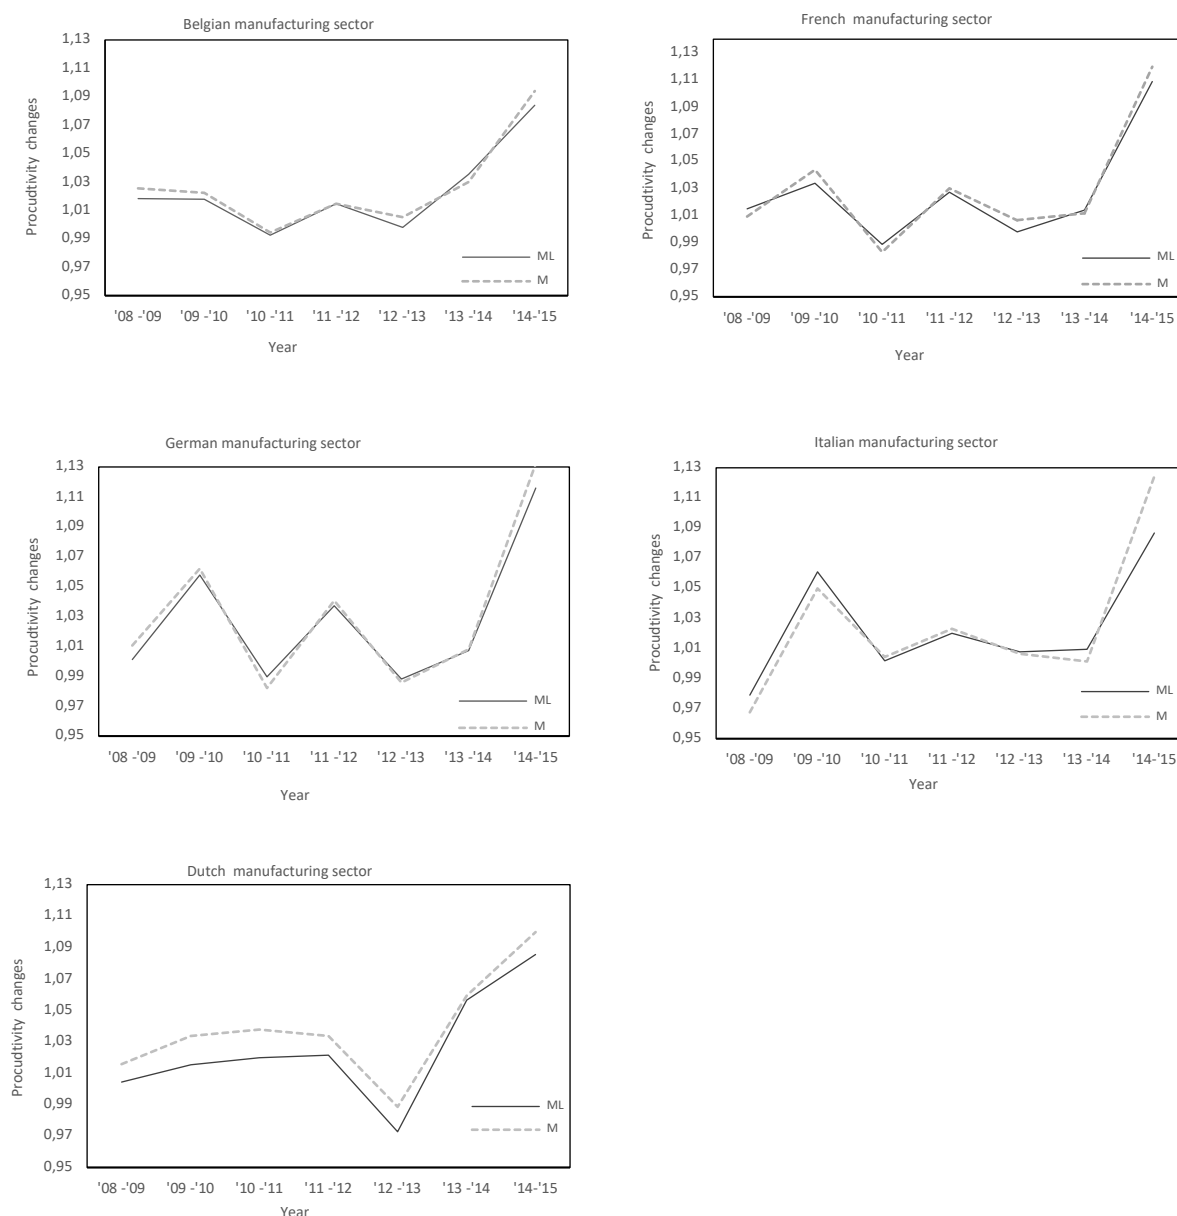 Belgian manufacturing sector
1,13
1,11
1,09
1,07
1,05
1,03
1,01
0,99
0,97
0,95
Procudtivity changes
ML
M
'08 -'09 '09 -'10 '10 -'11 '11 -'12 '12 -'13 '13 -'14 '14-'15
Year
French manufacturing sector
1,13
1,11
1,09
1,07
1,05
1,03
1,01
0,99
0,97
0,95
Procudtivity changes
ML
M
'08 -'09 '09 -'10 '10 -'11 '11 -'12 '12 -'13 '13 -'14 '14-'15
Year
German manufacturing sector
1,13
1,11
1,09
1,07
1,05
1,03
1,01
0,99
0,97
0,95
Procudtivity changes
ML
M
'08 -'09 '09 -'10 '10 -'11 '11 -'12 '12 -'13 '13 -'14 '14-'15
Year
Italian manufacturing sector
1,13
1,11
1,09
1,07
1,05
1,03
1,01
0,99
0,97
0,95
Procudtivity changes
ML
M
'08 -'09 '09 -'10 '10 -'11 '11 -'12 '12 -'13 '13 -'14 '14-'15
Year
Dutch manufacturing sector
1,13
1,11
1,09
1,07
1,05
1,03
1,01
0,99
0,97
0,95
Procudtivity changes
ML
M
'08 -'09 '09 -'10 '10 -'11 '11 -'12 '12 -'13 '13 -'14 '14-'15
Year